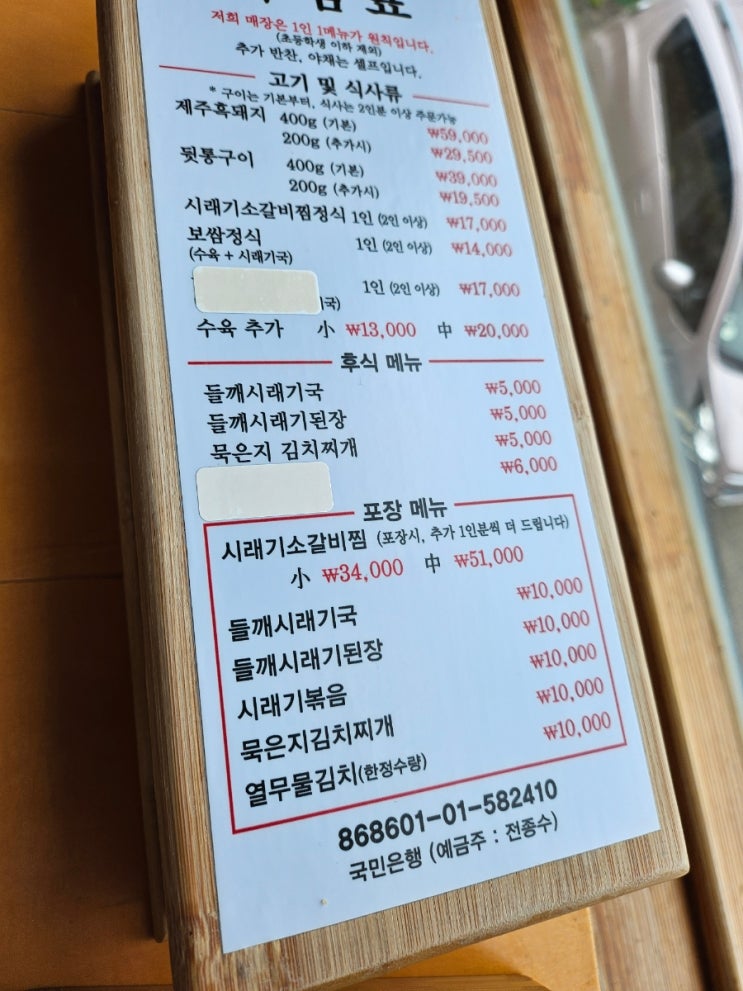 저희 매장은 1인 1메뉴가 원칙입니다.
(초등학생 이하 제외)
추가 반찬, 야채는 셀프입니다.
고기 및 식사류
* 구이는 기본부터, 식사는 2인분 이상 주문가능
제주흑돼지 400g (기본) ₩59,000
200g (추가시) ₩29,500
뒷통구이 400g (기본) ₩39,000
200g (추가시) ₩19,500
시래기소갈비찜정식 1인 (2인 이상) ₩17,000
보쌈정식 1인 (2인 이상) ₩14,000
(수육 + 시래기국)
1인 (2인 이상) ₩17,000
국)
수육 추가 小 ₩13,000 中 ₩20,000
후식 메뉴
들깨시래기국 ₩5,000
들깨시래기된장 ₩5,000
묵은지 김치찌개 ₩5,000
₩6,000
포장 메뉴
시래기소갈비찜 (포장시, 추가 1인분씩 더 드립니다)
小 ₩34,000 中 ₩51,000
들깨시래기국 ₩10,000
들깨시래기된장 ₩10,000
시래기볶음 ₩10,000
묵은지김치찌개 ₩10,000
열무물김치(한정수량) ₩10,000
868601-01-582410
국민은행 (예금주 : 전종수)